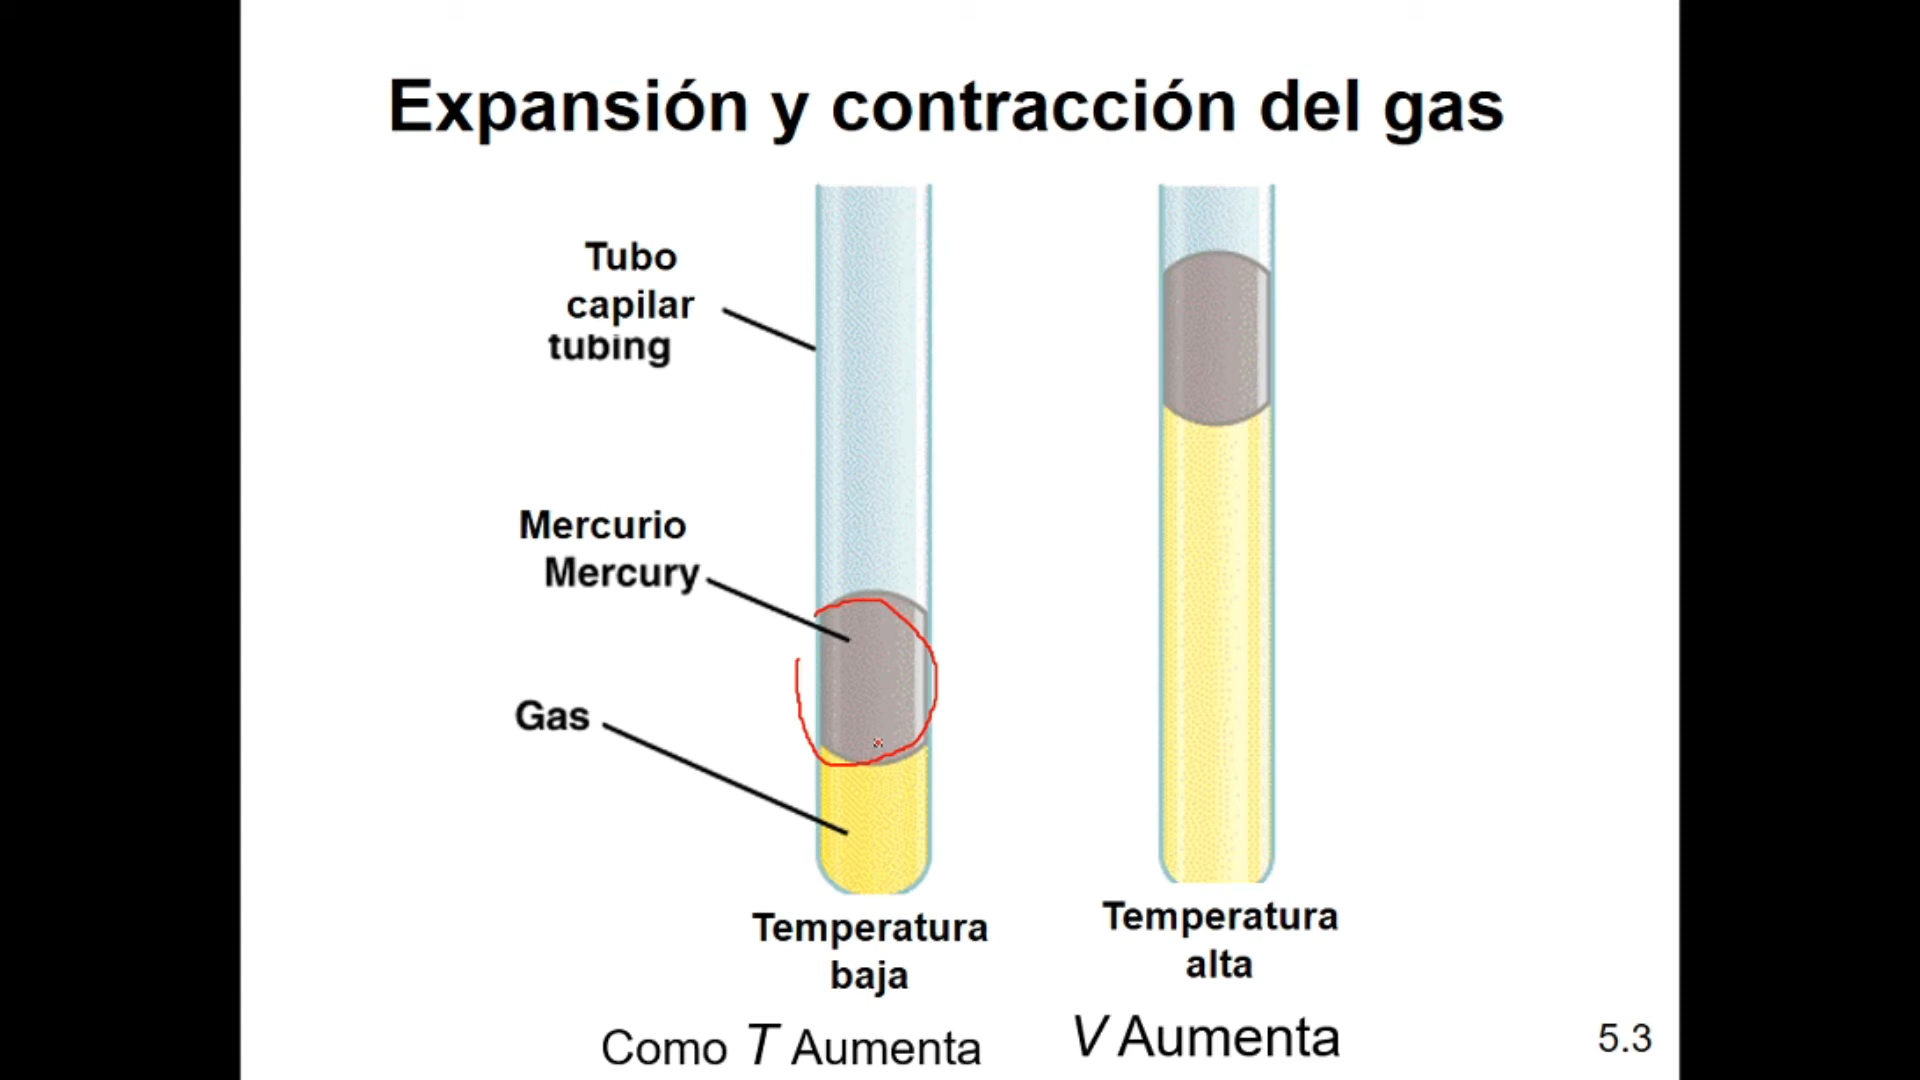 Expansión y contracción del gas
Tubo
capilar
tubing
Mercurio
Mercury
Gas
Temperatura
baja
Temperatura
alta
Como T Aumenta
V Aumenta
5.3